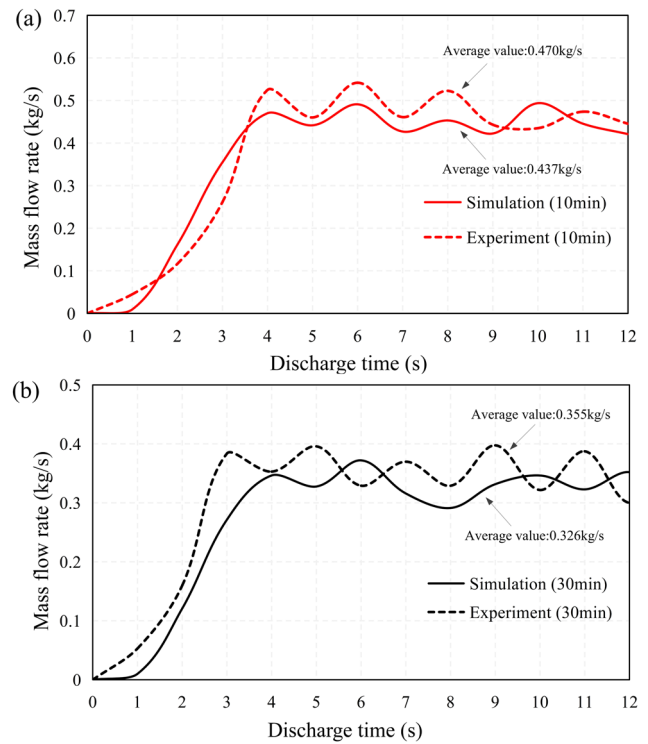 (a)
0.7
0.6
0.5
0.4
0.3
0.2
0.1
0
Mass flow rate (kg/s)
Average value:0.470kg/s
Average value:0.437kg/s
Simulation (10min)
Experiment (10min)
0 1 2 3 4 5 6 7 8 9 10 11 12
Discharge time (s)
(b)
0.5
0.4
0.3
0.2
0.1
0
Mass flow rate (kg/s)
Average value:0.355kg/s
Average value:0.326kg/s
Simulation (30min)
Experiment (30min)
0 1 2 3 4 5 6 7 8 9 10 11 12
Discharge time (s)